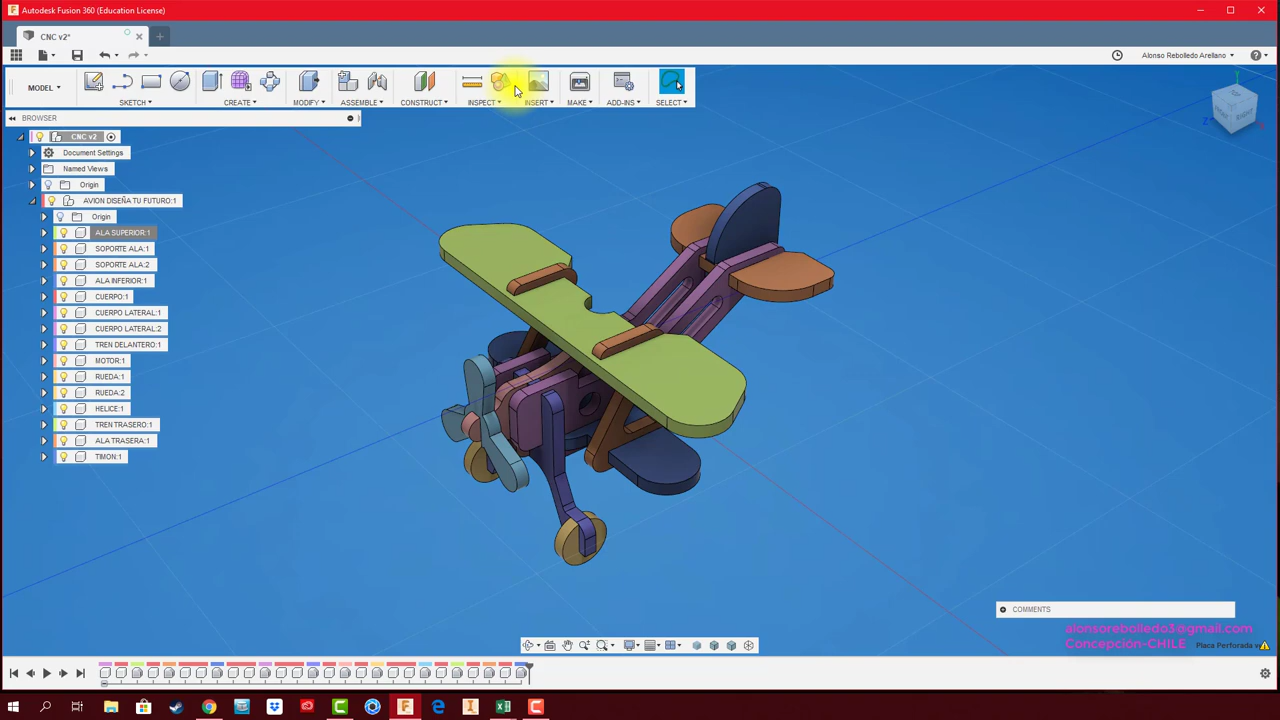 Autodesk Fusion 360 (Education License)
CNC v2*
Alonso Rebolledo Arellano
MODEL
SKETCH
CREATE
MODIFY
ASSEMBLE
CONSTRUCT
INSPECT
INSERT
MAKE
ADD-INS
SELECT
BROWSER
CNC v2
Document Settings
Named Views
Origin
AVION DISEÑA TU FUTURO:1
Origin
ALA SUPERIOR:1
SOPORTE ALA:1
SOPORTE ALA:2
ALA INFERIOR:1
CUERPO:1
CUERPO LATERAL:1
CUERPO LATERAL:2
TREN DELANTERO:1
MOTOR:1
RUEDA:1
RUEDA:2
HELICE:1
TREN TRASERO:1
ALA TRASERA:1
TIMON:1
COMMENTS
alonsorebolledo3@gmail.com
Concepción-CHILE
Placa Perforada v